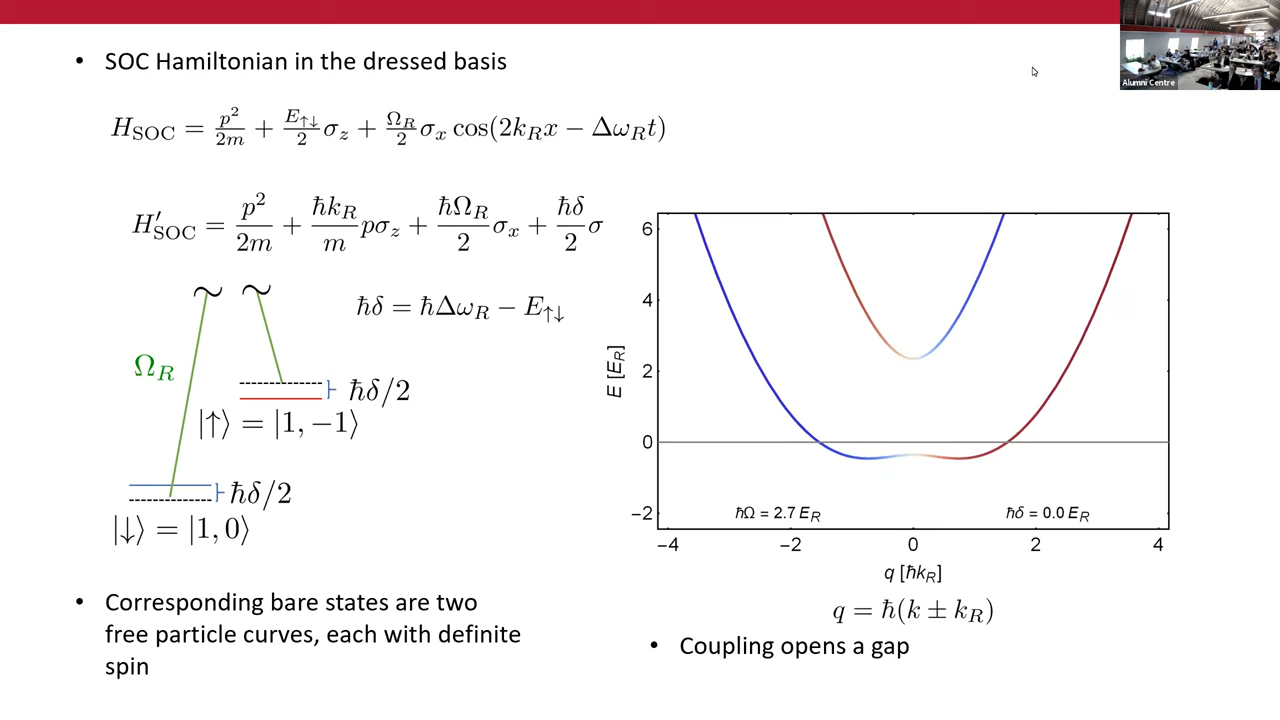 • SOC Hamiltonian in the dressed basis
Alumni Centre
H_SOC = p²/2m + E↑↓/2 σ_z + Ω_R/2 σ_x cos(2k_R x − Δω_R t)
H′_SOC = p²/2m + ħk_R/m pσ_z + ħΩ_R/2 σ_x + ħδ/2 σ
ħδ = ħΔω_R − E↑↓
Ω_R
ħδ/2
|↑⟩ = |1, −1⟩
ħδ/2
|↓⟩ = |1, 0⟩
E [E_R]
6
4
2
0
−2
ħΩ = 2.7 E_R
ħδ = 0.0 E_R
−4 −2 0 2 4
q [ħk_R]
q = ħ(k ± k_R)
• Corresponding bare states are two
free particle curves, each with definite
spin
• Coupling opens a gap